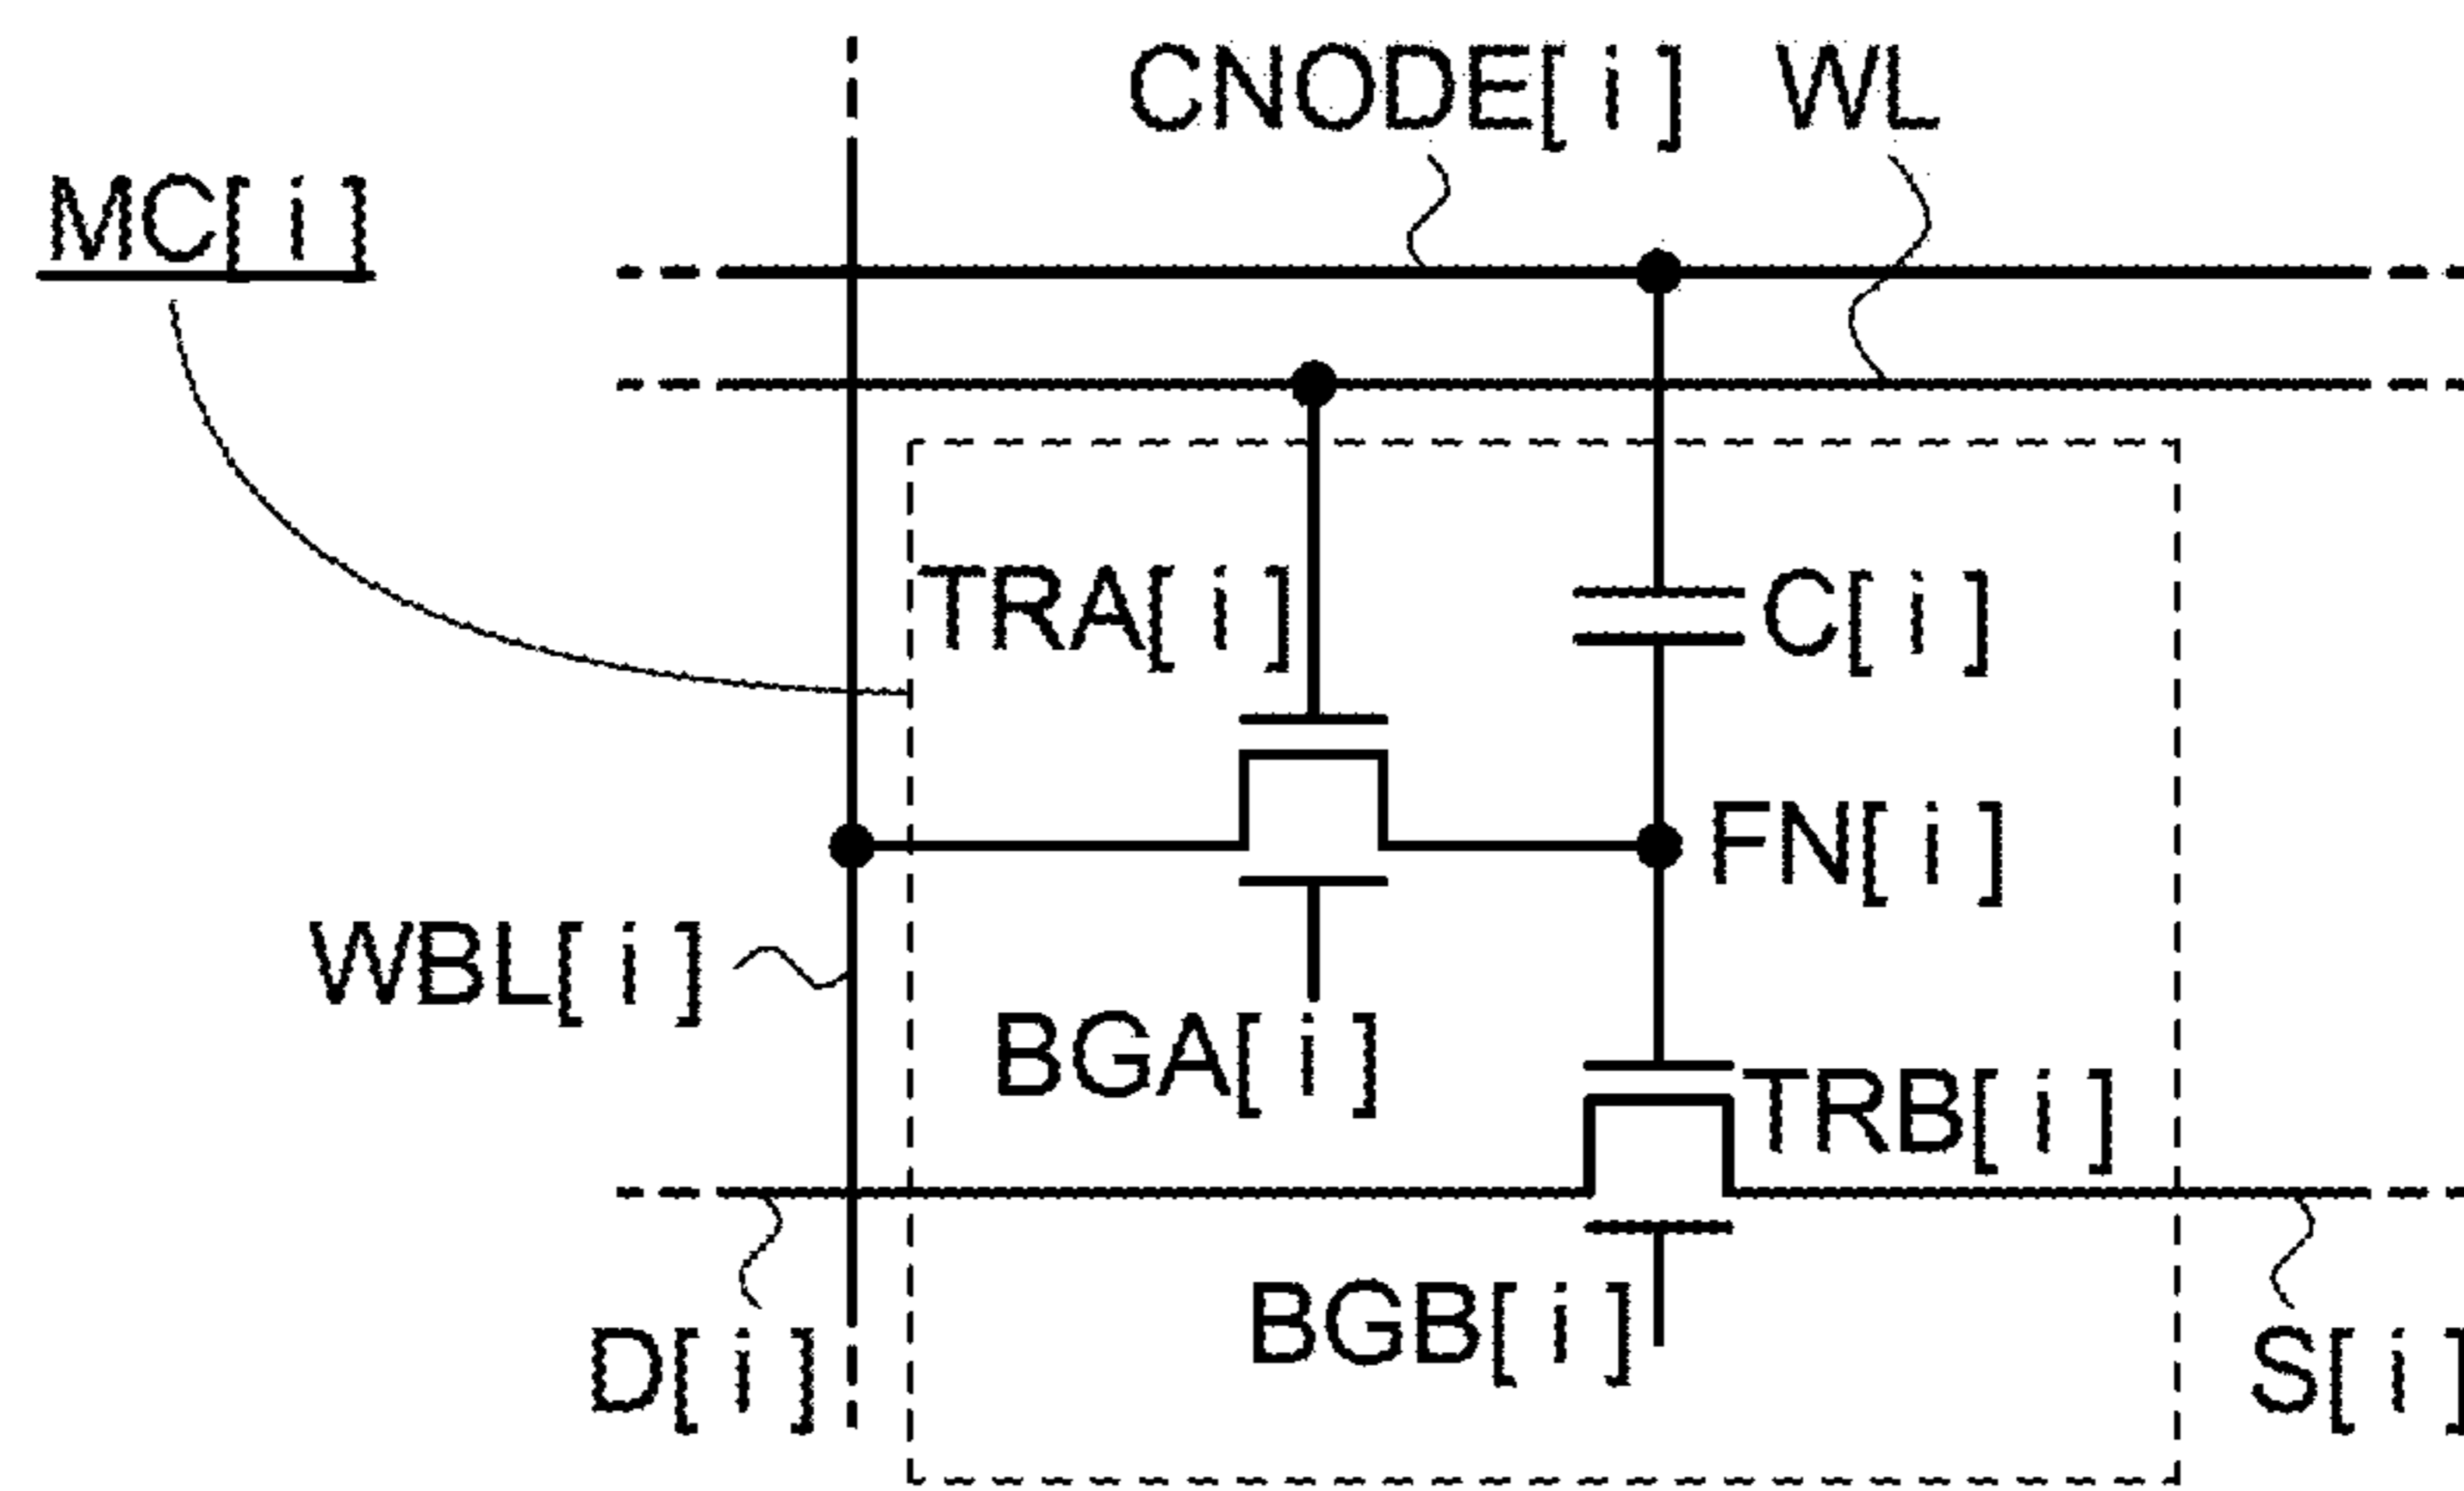 CNODE[ i ] WL
MC[ i ]
TRA[ i ]
C[ i ]
FN[ i ]
WBL[ i ]
BGA[ i ]
TRB[ i ]
BGB[ i ]
D[ i ]
S[ i ]